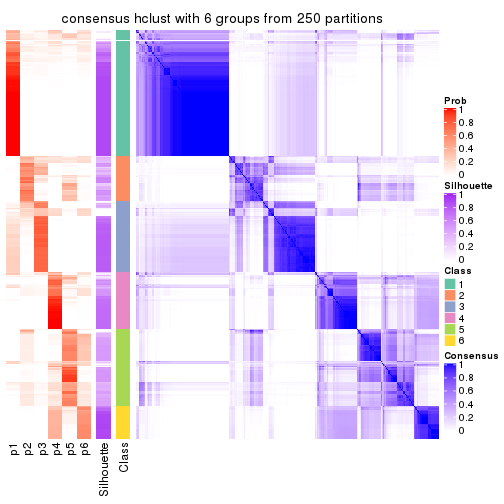 consensus hclust with 6 groups from 250 partitions
Prob
1
0.8
0.6
0.4
0.2
0
Silhouette
1
0.8
0.6
0.4
0.2
0
Class
1
2
3
4
5
6
Consensus
1
0.8
0.6
0.4
0.2
0
p1
p2
p3
p4
p5
p6
Silhouette
Class